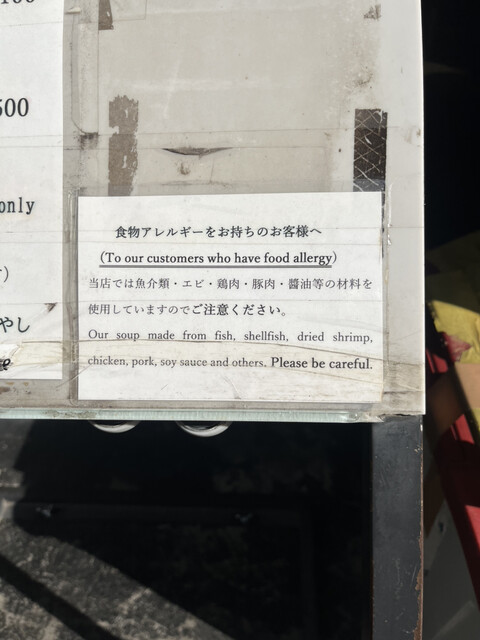 500
only
やし
食物アレルギーをお持ちのお客様へ
(To our customers who have food allergy)
当店では魚介類・エビ・鶏肉・豚肉・醬油等の材料を
使用していますのでご注意ください。
Our soup made from fish, shellfish, dried shrimp,
chicken, pork, soy sauce and others. Please be careful.